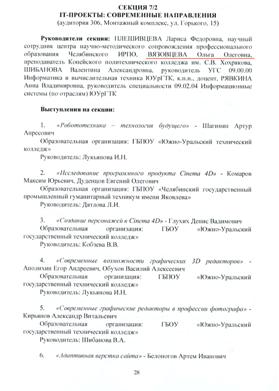 СЕКЦИЯ 7/2
IT-ПРОЕКТЫ: СОВРЕМЕННЫЕ НАПРАВЛЕНИЯ
(аудитория 306, Монтажный комплекс, ул. Горького, 15)
Руководители секции: ПЛЕЩИВЦЕВА Лариса Федоровна, научный
сотрудник центра научно-методического сопровождения профессионального
образования Челябинского ИРПО, ВЯЗОВЦЕВА Ольга Олеговна,
преподаватель Копейского политехнического колледжа им. С.В. Хохрякова,
ШИБАНОВА Валентина Александровна, руководитель УГС 09.00.00
Информатика и вычислительная техника ЮУрГТК, к.п.н., доцент, РЯВКИНА
Анна Владимировна, руководитель специальности 09.02.04 Информационные
системы (по отраслям) ЮУрГТК
Выступления на секции:
1. «Робототехника – технологии будущего» - Шагинян Артур
Апресович
Образовательная организация: ГБПОУ «Южно-Уральский технический
колледж»
Руководитель: Лукьянова И.Н.
2. «Исследование программного продукта Cinema 4D» - Комаров
Максим Юрьевич, Дуденцов Евгений Олегович
Образовательная организация: ГБПОУ «Челябинский государственный
промышленный гуманитарный техникум имени Яковлева»
Руководитель: Дятлова Л.И.
3. «Создание персонажей в Cinema 4D» - Глухих Денис Вадимович
Образовательная организация: ГБПОУ «Южно-Уральский
государственный технический колледж»
Руководитель: Кобзева В.В.
4. «Современные возможности графических 3D редакторов» -
Аполихин Егор Андреевич, Обухов Василий Алексеевич
Образовательная организация: ГБПОУ «Южно-Уральский
государственный технический колледж»
Руководитель: Лукьянова И.Н.
5. «Современные графические редакторы в профессии фотографа» -
Кирьянов Александр Витальевич
Образовательная организация: ГБОУ «Южно-Уральский
государственный технический колледж»
Руководитель: Шибанова В.А.
6. «Адаптивная верстка сайта» - Белоногов Артем Иванович
28